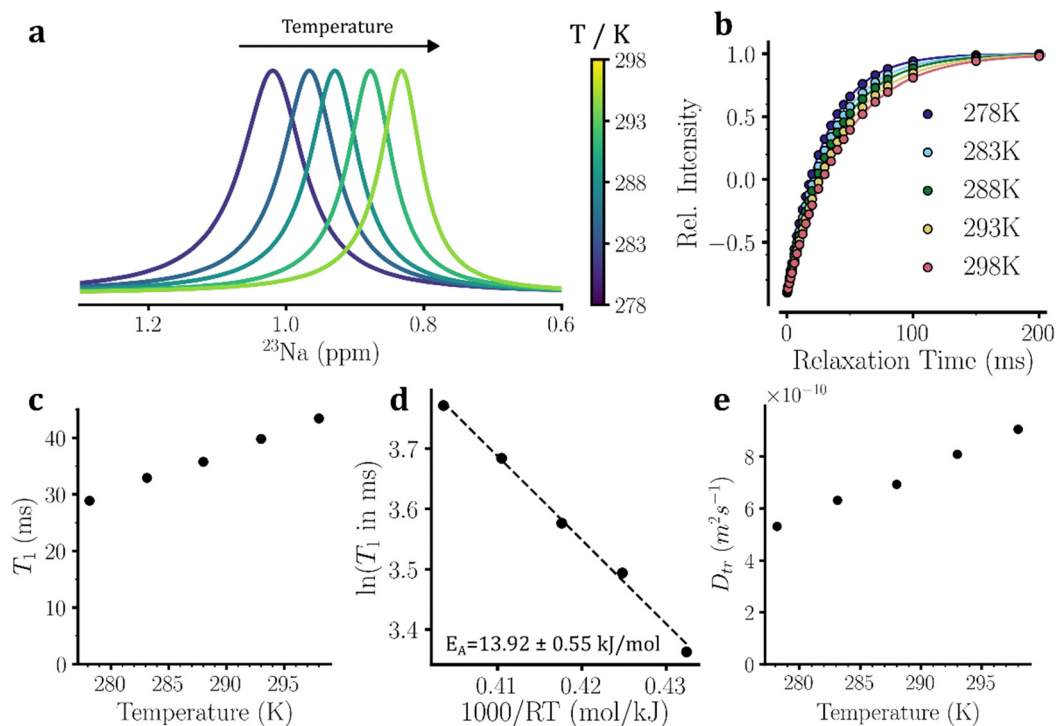 a
Temperature
T / K
298
293
288
283
278
1.2
1.0
0.8
0.6
²³Na (ppm)
b
1.0
0.5
0.0
−0.5
Rel. Intensity
278K
283K
288K
293K
298K
0
100
200
Relaxation Time (ms)
c
40
30
20
10
0
T₁ (ms)
280
285
290
295
Temperature (K)
d
3.7
3.6
3.5
3.4
ln(T₁ in ms)
E_A=13.92 ± 0.55 kJ/mol
0.41
0.42
0.43
1000/RT (mol/kJ)
e
×10⁻¹⁰
8
6
4
2
0
D_tr (m²s⁻¹)
280
285
290
295
Temperature (K)